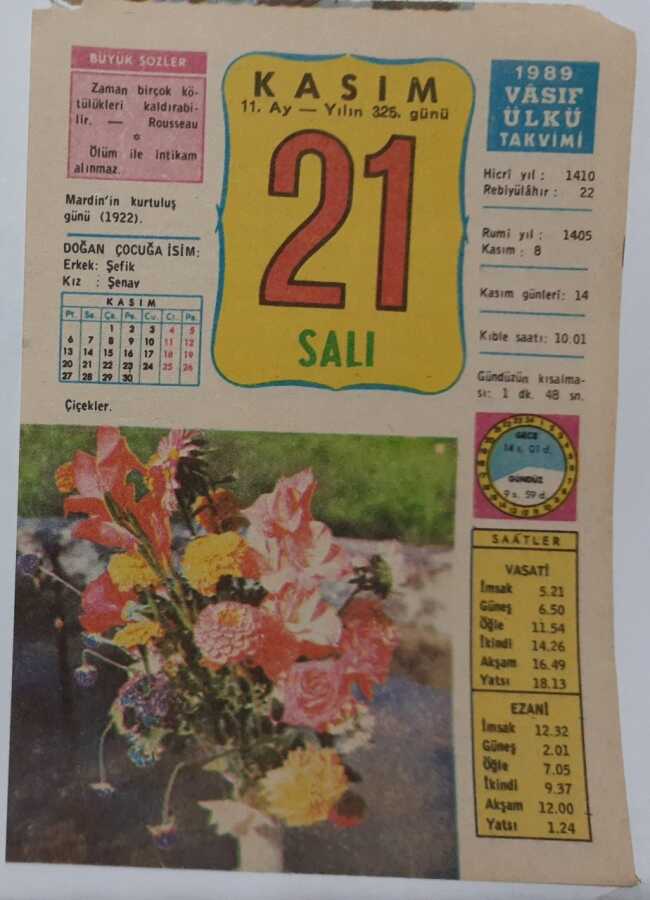 BÜYÜK SÖZLER
Zaman birçok kö-
tülükleri kaldırabi-
lir. — Rousseau
Ölüm ile intikam
alınmaz.
Mardin'in kurtuluş
günü (1922).
DOĞAN ÇOCUĞA İSİM:
Erkek: Şefik
Kız : Şenay
KASIM
Pt. Sa. Ça. Pe. Cu. Ct. Pa.
1 2 3 4 5
6 7 8 9 10 11 12
13 14 15 16 17 18 19
20 21 22 23 24 25 26
27 28 29 30
Çiçekler.
KASIM
11. Ay — Yılın 325. günü
21
SALI
1989
VÂSIF
ÜLKÜ
TAKVİMİ
Hicrî yıl : 1410
Rebiyülâhır : 22
Rumî yıl : 1405
Kasım : 8
Kasım günleri: 14
Kıble saatı: 10.01
Gündüzün kısalma-
sı: 1 dk. 48 sn.
GECE
14 s. 01 d.
GÜNDÜZ
9 s. 59 d.
SAATLER
VASATİ
İmsak 5.21
Güneş 6.50
Öğle 11.54
İkindi 14.26
Akşam 16.49
Yatsı 18.13
EZANİ
İmsak 12.32
Güneş 2.01
Öğle 7.05
İkindi 9.37
Akşam 12.00
Yatsı 1.24